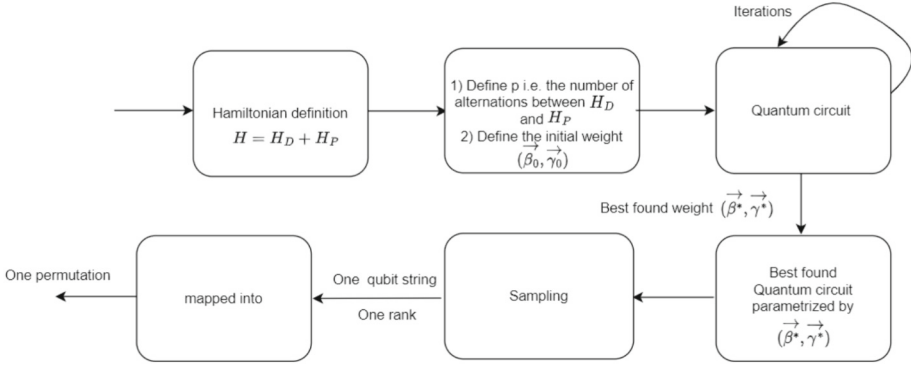 Iterations
Hamiltonian definition
H = H_D + H_P
1) Define p i.e. the number of
alternations between H_D
and H_P
2) Define the initial weight
(β₀⃗, γ₀⃗)
Quantum circuit
Best found weight (β*⃗, γ*⃗)
One permutation
mapped into
One qubit string
One rank
Sampling
Best found
Quantum circuit
parametrized by
(β*⃗, γ*⃗)